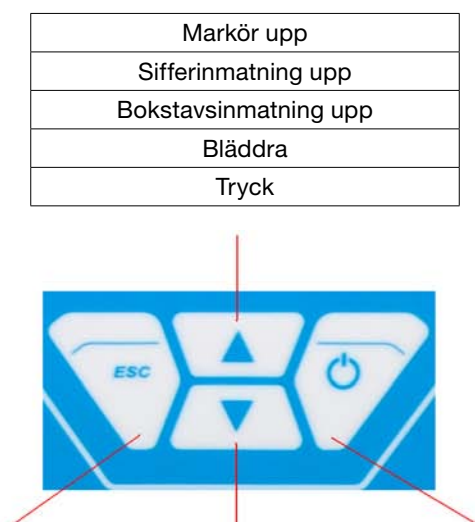 Markör upp
Sifferinmatning upp
Bokstavsinmatning upp
Bläddra
Tryck
ESC